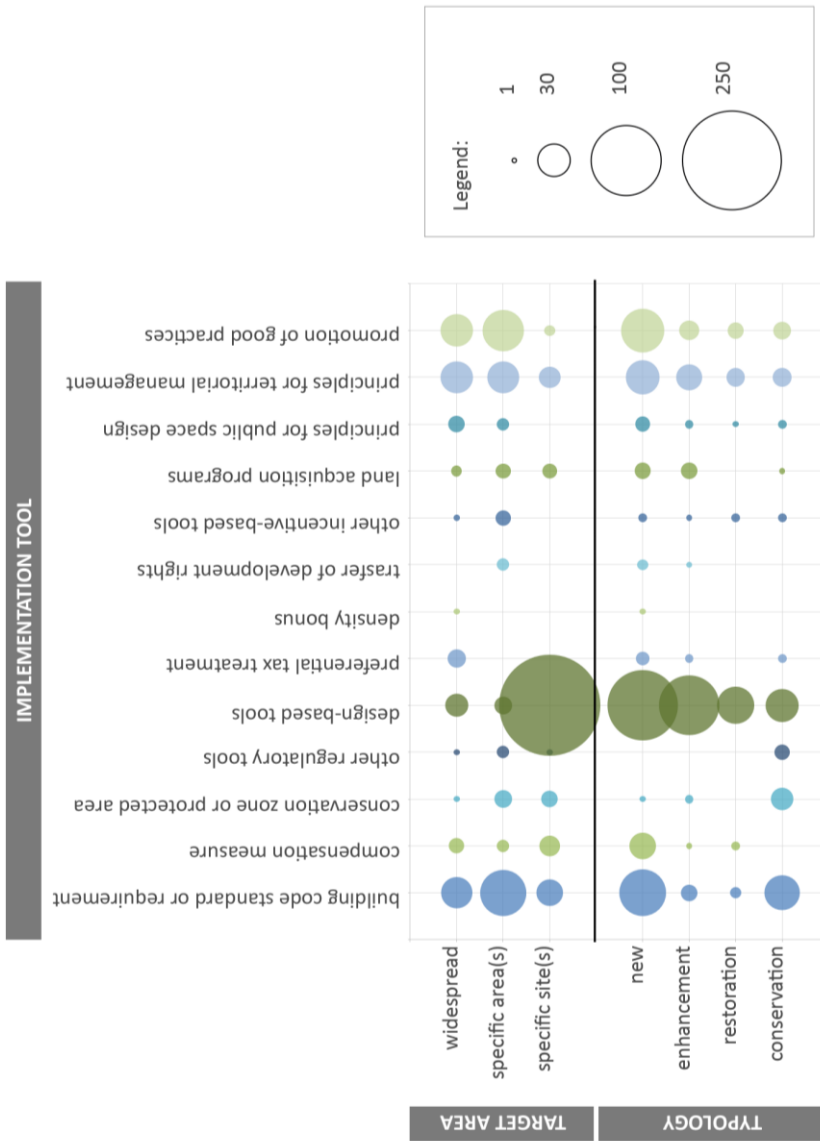 IMPLEMENTATION TOOL
building code standard or requirement
compensation measure
conservation zone or protected area
other regulatory tools
design-based tools
preferential tax treatment
density bonus
trasfer of development rights
other incentive-based tools
land acquisition programs
principles for public space design
principles for territorial management
promotion of good practices
TARGET AREA
widespread
specific area(s)
specific site(s)
TYPOLOGY
new
enhancement
restoration
conservation
Legend:
1
30
100
250